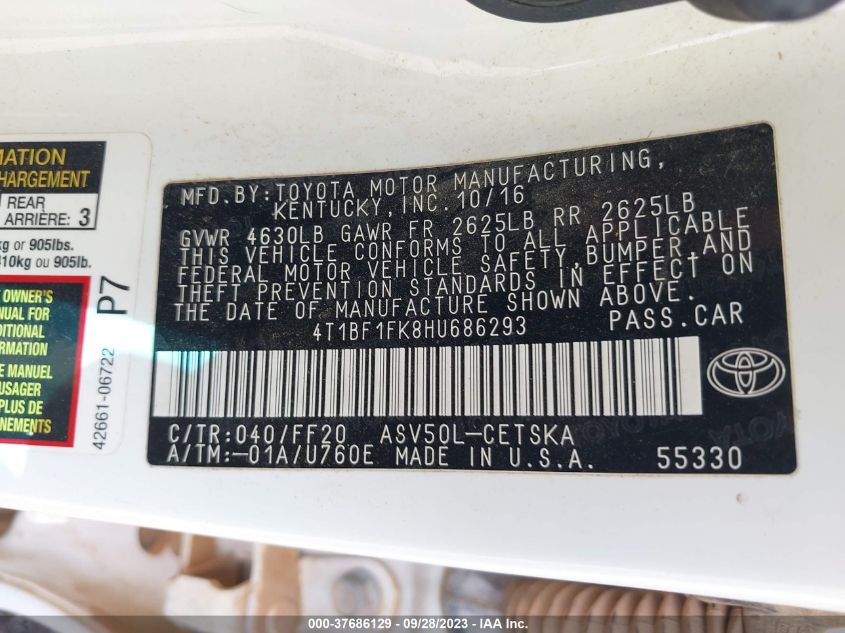 MATION
HARGEMENT
REAR
ARRIÈRE: 3
kg or 905lbs.
410kg ou 905lb.
OWNER'S
NUAL FOR
DITIONAL
ORMATION
E MANUEL
USAGER
PLUS DE
GNEMENTS
42661-06722 P7
MFD. BY: TOYOTA MOTOR MANUFACTURING,
KENTUCKY, INC. 10/16
GVWR 4630LB GAWR FR 2625LB RR 2625LB
THIS VEHICLE CONFORMS TO ALL APPLICABLE
FEDERAL MOTOR VEHICLE SAFETY, BUMPER, AND
THEFT PREVENTION STANDARDS IN EFFECT ON
THE DATE OF MANUFACTURE SHOWN ABOVE.
4T1BF1FK8HU686293 PASS. CAR
C/TR: 040/FF20 ASV50L-CETSKA
A/TM: -01A/U760E MADE IN U.S.A. 55330
000-37686129 - 09/28/2023 - IAA Inc.